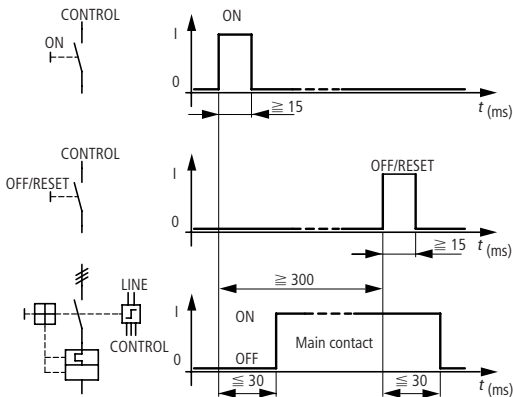 CONTROL
ON
I
ON
0
≧ 15
t (ms)
CONTROL
OFF/RESET
I
OFF/RESET
0
≧ 15
t (ms)
≧ 300
LINE
CONTROL
I
ON
Main contact
0
OFF
≦ 30
≦ 30
t (ms)